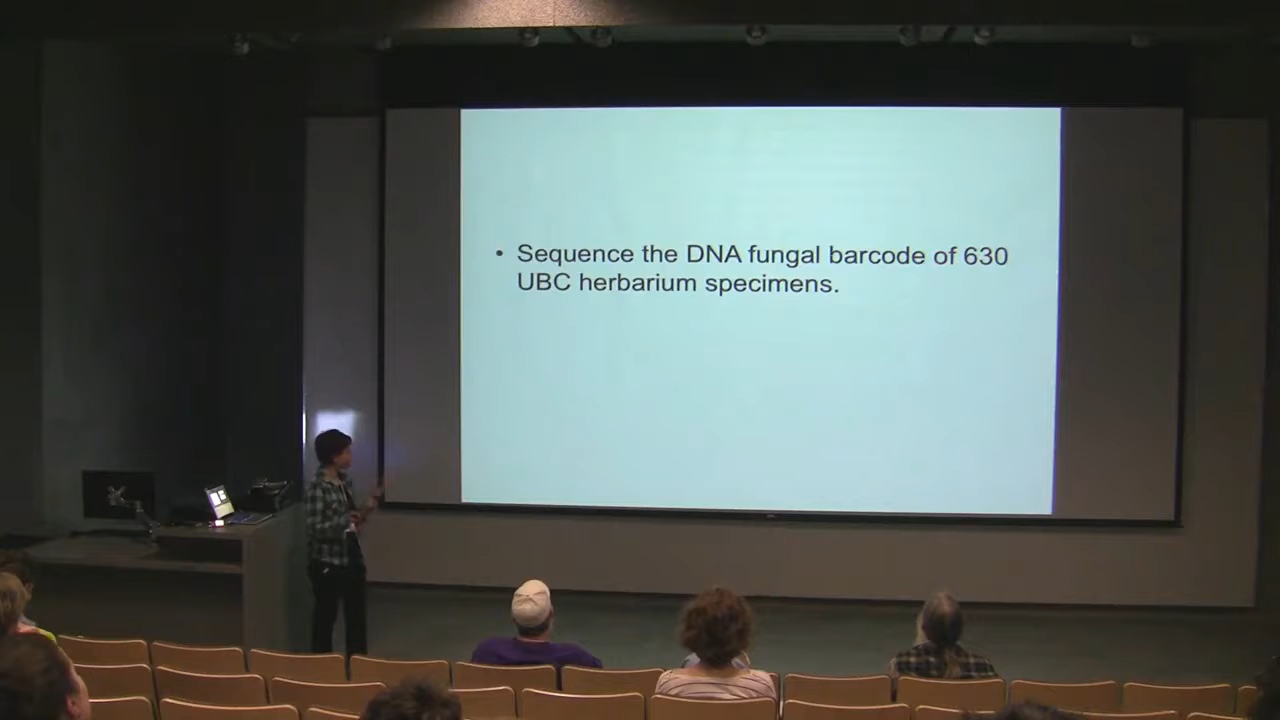 • Sequence the DNA fungal barcode of 630
UBC herbarium specimens.